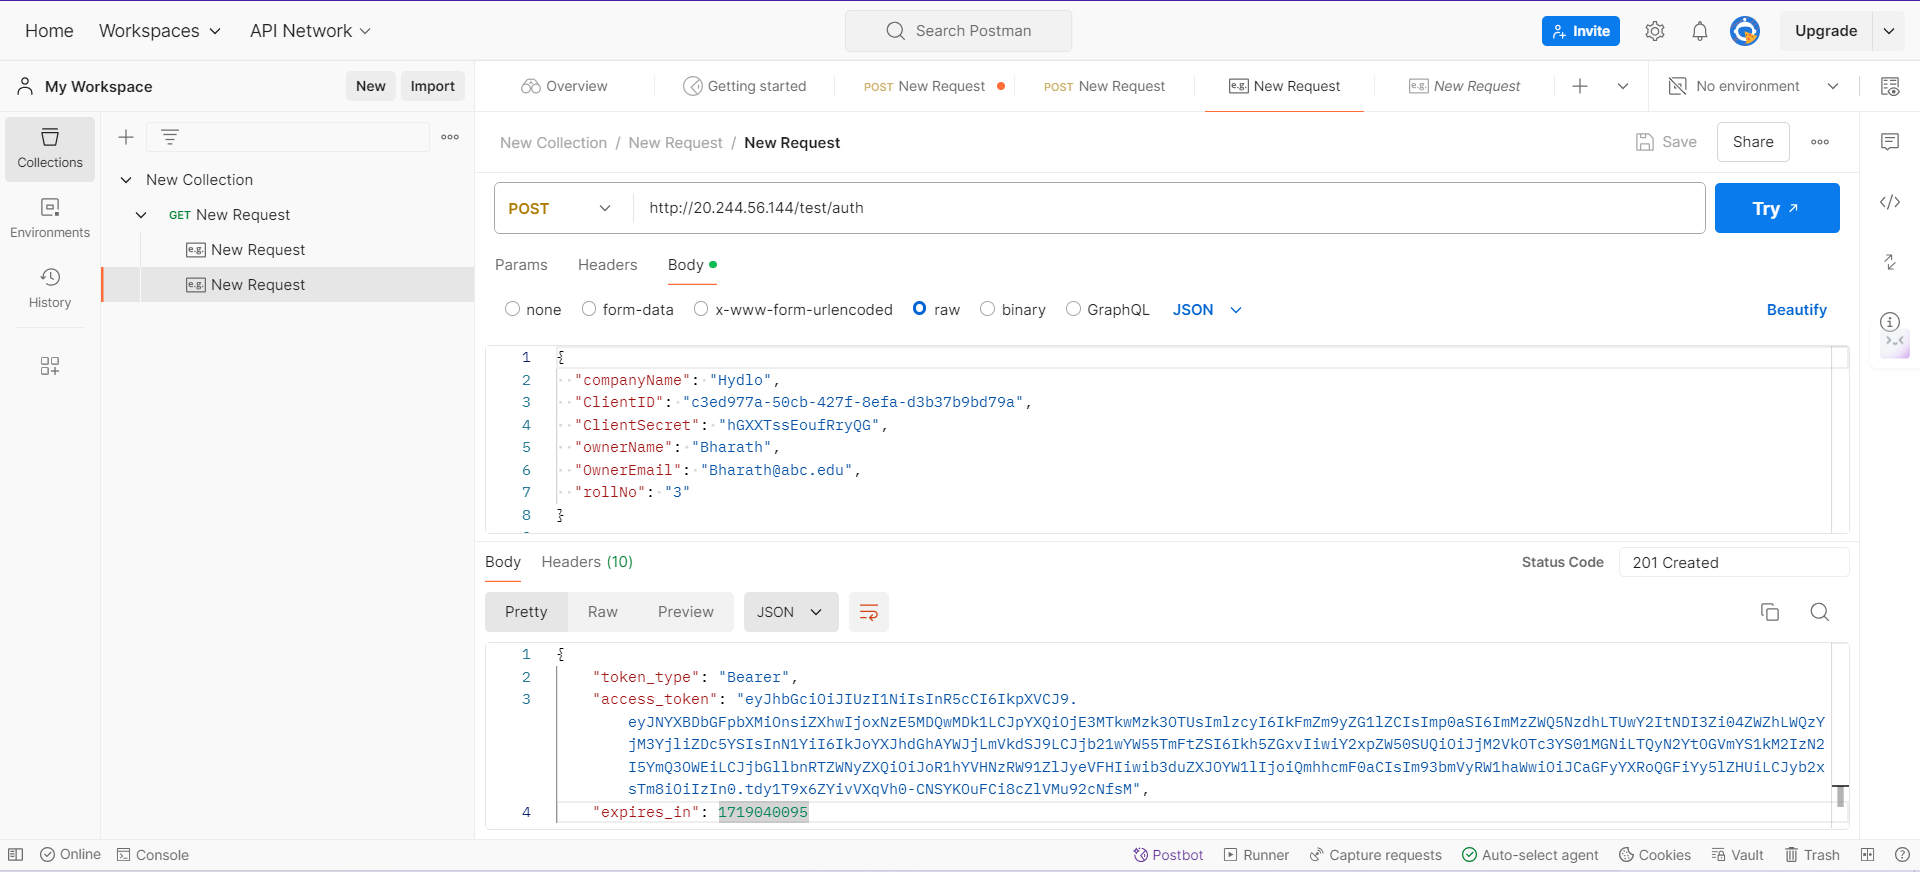 Home Workspaces API Network Search Postman Invite Upgrade
My Workspace New Import Overview Getting started POST New Request POST New Request e.g. New Request e.g. New Request No environment
Collections
Environments
History
New Collection
GET New Request
e.g. New Request
e.g. New Request
New Collection / New Request / New Request Save Share
POST http://20.244.56.144/test/auth Try
Params Headers Body
none form-data x-www-form-urlencoded raw binary GraphQL JSON Beautify
1 {
2 "companyName": "Hydlo",
3 "ClientID": "c3ed977a-50cb-427f-8efa-d3b37b9bd79a",
4 "ClientSecret": "hGXXTssEoufRryQG",
5 "ownerName": "Bharath",
6 "OwnerEmail": "Bharath@abc.edu",
7 "rollNo": "3"
8 }
Body Headers (10) Status Code 201 Created
Pretty Raw Preview JSON
1 {
2 "token_type": "Bearer",
3 "access_token": "eyJhbGciOiJIUzI1NiIsInR5cCI6IkpXVCJ9.
eyJNYXBDbGFpbXMiOnsiZXhwIjoxNzE5MDQwMDk1LCJpYXQiOjE3MTkwMzk3OTUsImlzcyI6IkFmZm9yZG1lZCIsImp0aSI6ImMzZWQ5NzdhLTUwY2ItNDI3Zi04ZWZhLWQzY
jM3YjliZDc5YSIsInN1YiI6IkJoYXJhdGhAYWJjLmVkdSJ9LCJjb21wYW55TmFtZSI6Ikh5ZGxvIiwiY2xpZW50SUQiOiJjM2VkOTc3YS01MGNiLTQyN2YtOGVmYS1kM2IzN2
I5YmQ3OWEiLCJjbGllbnRTZWNyZXQiOiJoR1hYVHNzRW91ZlJyeVFHIiwib3duZXJOYW1lIjoiQmhhcmF0aCIsIm93bmVyRW1haWwiOiJCaGFyYXRoQGFiYy5lZHUiLCJyb2x
sTm8iOiIzIn0.tdy1T9x6ZYivVXqVh0-CNSYKOuFCi8cZlVMu92cNfsM",
4 "expires_in": 1719040095
Online Console Postbot Runner Capture requests Auto-select agent Cookies Vault Trash